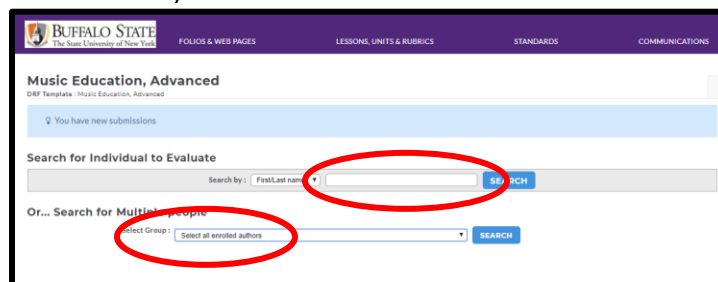 BUFFALO STATE
The State University of New York
FOLIOS & WEB PAGES
LESSONS, UNITS & RUBRICS
STANDARDS
COMMUNICATIONS
Music Education, Advanced
DRF Template : Music Education, Advanced
You have new submissions
Search for Individual to Evaluate
Search by : First/Last name SEARCH
Or... Search for Multiple people
Select Group : Select all enrolled authors SEARCH